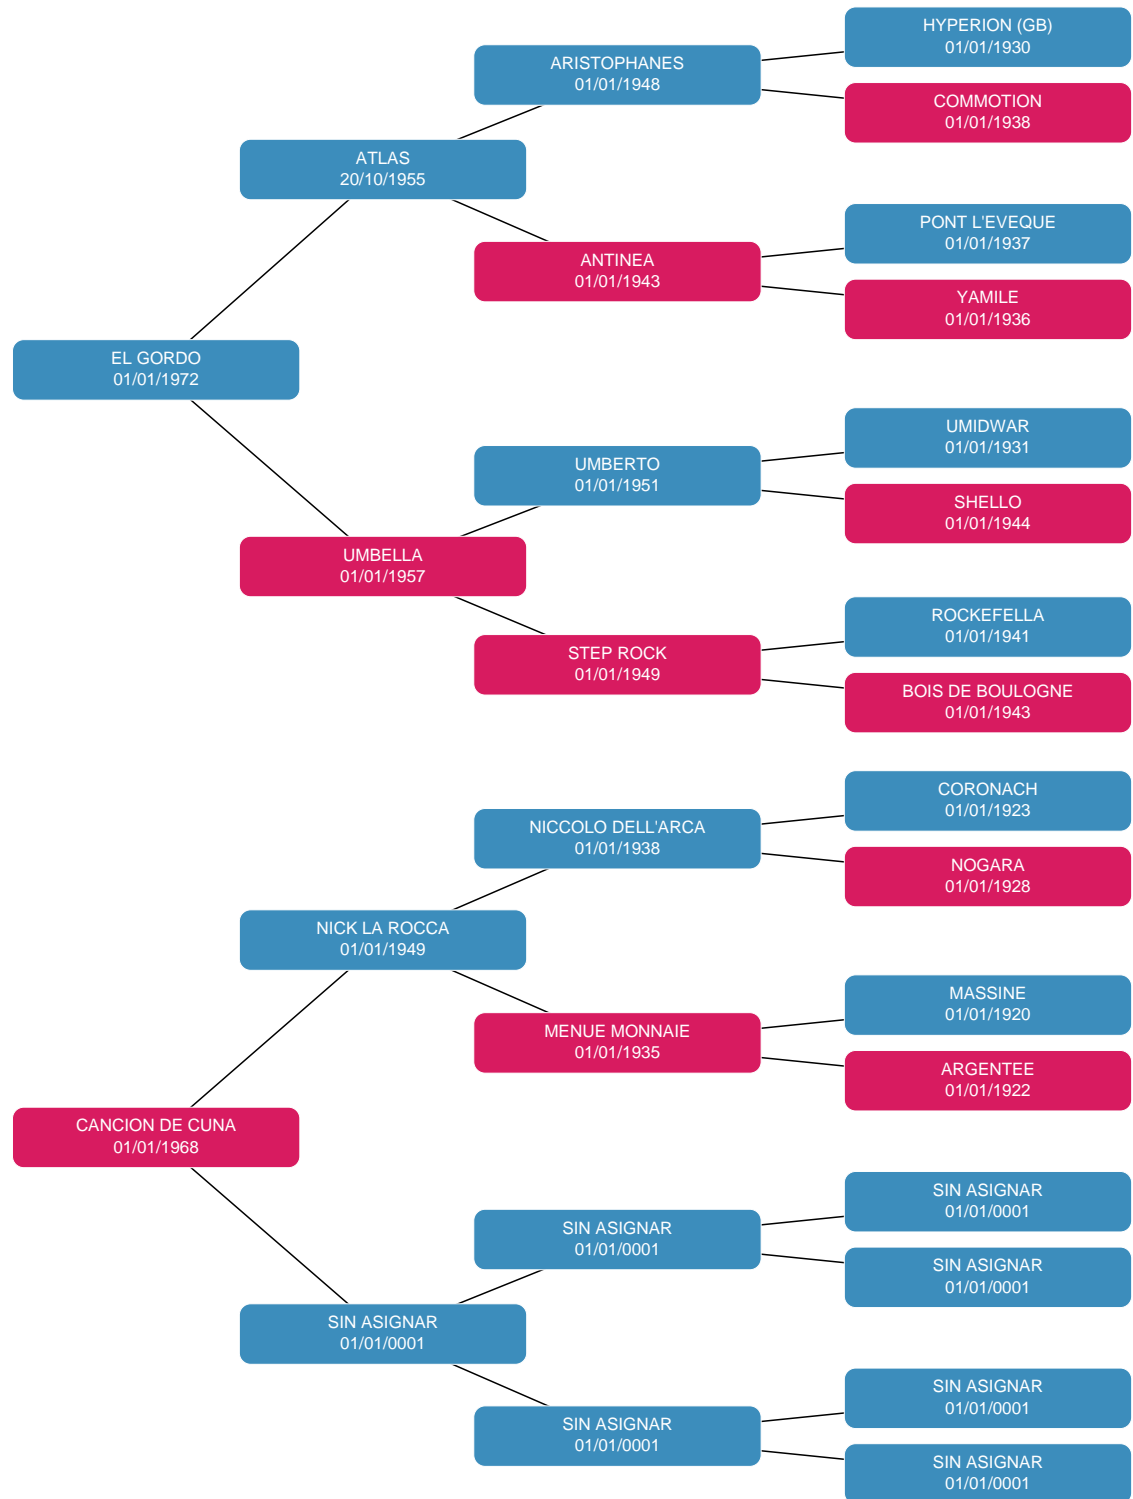 HYPERION (GB)
01/01/1930
ARISTOPHANES
01/01/1948
COMMOTION
01/01/1938
ATLAS
20/10/1955
PONT L'EVEQUE
01/01/1937
ANTINEA
01/01/1943
YAMILE
01/01/1936
EL GORDO
01/01/1972
UMIDWAR
01/01/1931
UMBERTO
01/01/1951
SHELLO
01/01/1944
UMBELLA
01/01/1957
ROCKEFELLA
01/01/1941
STEP ROCK
01/01/1949
BOIS DE BOULOGNE
01/01/1943
CORONACH
01/01/1923
NICCOLO DELL'ARCA
01/01/1938
NOGARA
01/01/1928
NICK LA ROCCA
01/01/1949
MASSINE
01/01/1920
MENUE MONNAIE
01/01/1935
ARGENTEE
01/01/1922
CANCION DE CUNA
01/01/1968
SIN ASIGNAR
01/01/0001
SIN ASIGNAR
01/01/0001
SIN ASIGNAR
01/01/0001
SIN ASIGNAR
01/01/0001
SIN ASIGNAR
01/01/0001
SIN ASIGNAR
01/01/0001
SIN ASIGNAR
01/01/0001